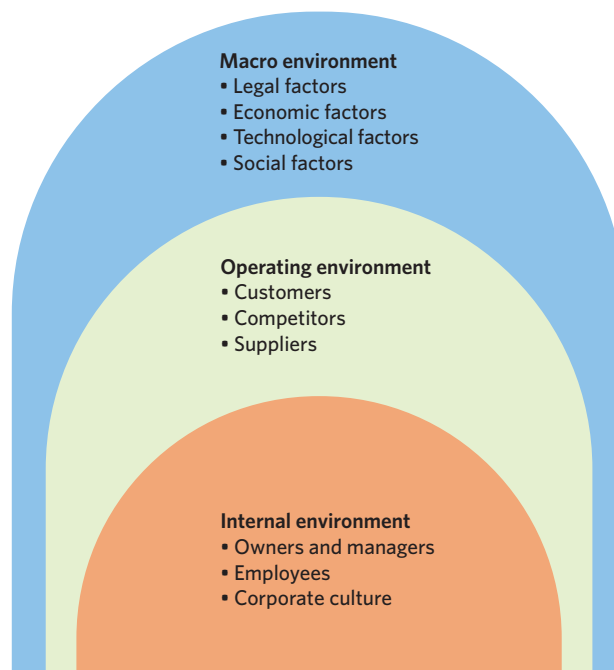 Macro environment
▪ Legal factors
▪ Economic factors
▪ Technological factors
▪ Social factors
Operating environment
▪ Customers
▪ Competitors
▪ Suppliers
Internal environment
▪ Owners and managers
▪ Employees
▪ Corporate culture